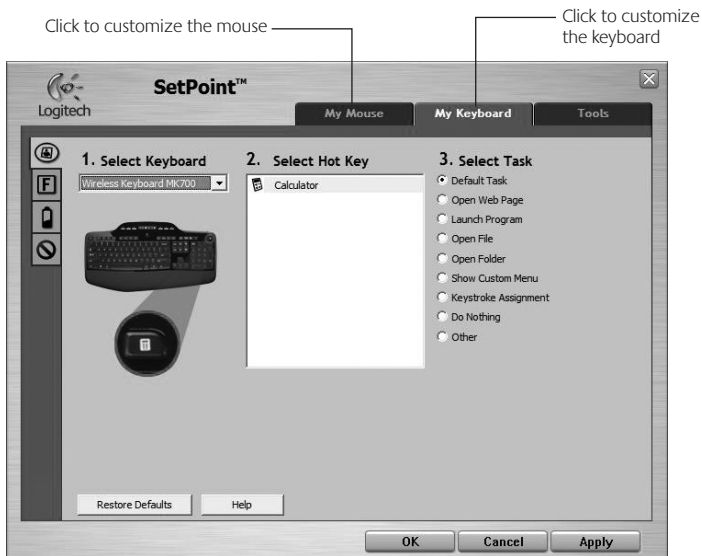 Click to customize the mouse
Click to customize
the keyboard
Logitech
SetPoint™
My Mouse
My Keyboard
Tools
1. Select Keyboard
Wireless Keyboard MK700
2. Select Hot Key
Calculator
3. Select Task
Default Task
Open Web Page
Launch Program
Open File
Open Folder
Show Custom Menu
Keystroke Assignment
Do Nothing
Other
F
Restore Defaults
Help
OK
Cancel
Apply